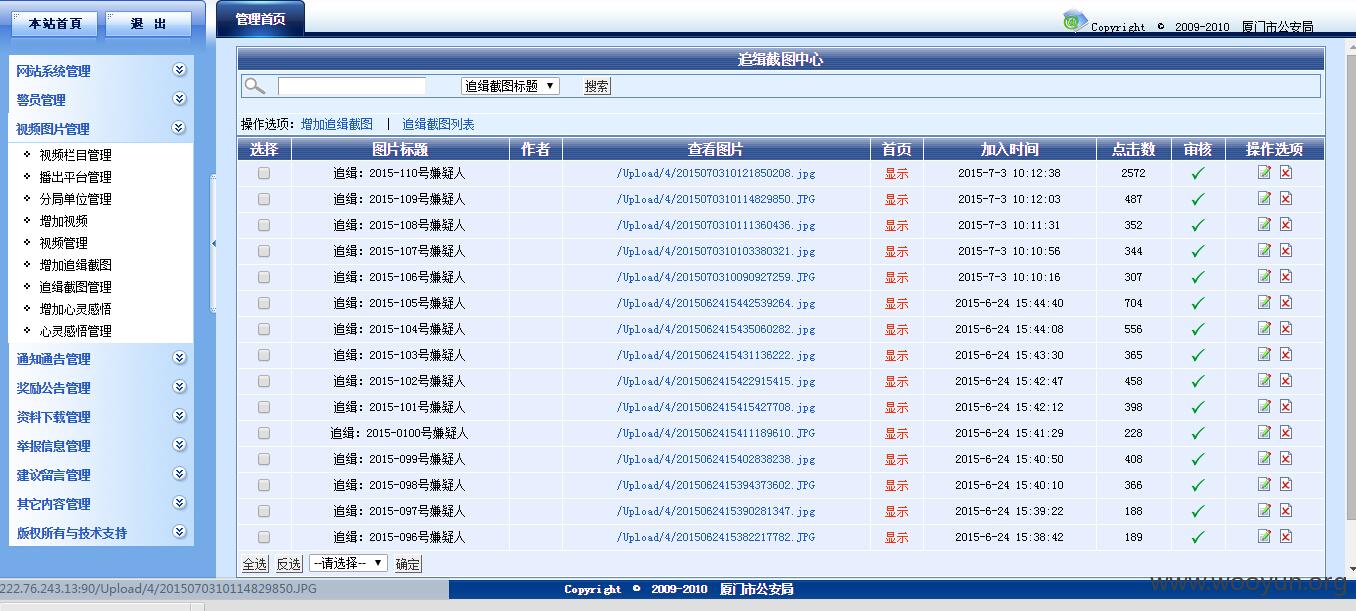 本站首頁 退 出 管理首页 Copyright © 2009-2010 厦门市公安局
网站系统管理
警员管理
视频图片管理
视频栏目管理
播出平台管理
分局单位管理
增加视频
视频管理
增加追缉截图
追缉截图管理
增加心灵感悟
心灵感悟管理
通知通告管理
奖励公告管理
资料下载管理
举报信息管理
建议留言管理
其它内容管理
版权所有与技术支持
追缉截图中心
追缉截图标题 搜索
操作选项: 增加追缉截图 | 追缉截图列表
选择 图片标题 作者 查看图片 首页 加入时间 点击数 审核 操作选项
追缉: 2015-110号嫌疑人 /Upload/4/2015070310121850208.jpg 显示 2015-7-3 10:12:38 2572
追缉: 2015-109号嫌疑人 /Upload/4/2015070310114829850.JPG 显示 2015-7-3 10:12:03 487
追缉: 2015-108号嫌疑人 /Upload/4/2015070310111360436.jpg 显示 2015-7-3 10:11:31 352
追缉: 2015-107号嫌疑人 /Upload/4/2015070310103380321.jpg 显示 2015-7-3 10:10:56 344
追缉: 2015-106号嫌疑人 /Upload/4/2015070310090927259.JPG 显示 2015-7-3 10:10:16 307
追缉: 2015-105号嫌疑人 /Upload/4/2015062415442539264.jpg 显示 2015-6-24 15:44:40 704
追缉: 2015-104号嫌疑人 /Upload/4/2015062415435060282.jpg 显示 2015-6-24 15:44:08 556
追缉: 2015-103号嫌疑人 /Upload/4/2015062415431136222.jpg 显示 2015-6-24 15:43:30 365
追缉: 2015-102号嫌疑人 /Upload/4/2015062415422915415.jpg 显示 2015-6-24 15:42:47 458
追缉: 2015-101号嫌疑人 /Upload/4/2015062415415427708.jpg 显示 2015-6-24 15:42:12 398
追缉: 2015-0100号嫌疑人 /Upload/4/2015062415411189610.JPG 显示 2015-6-24 15:41:29 228
追缉: 2015-099号嫌疑人 /Upload/4/2015062415402838238.jpg 显示 2015-6-24 15:40:50 408
追缉: 2015-098号嫌疑人 /Upload/4/2015062415394373602.JPG 显示 2015-6-24 15:40:10 366
追缉: 2015-097号嫌疑人 /Upload/4/2015062415390281347.jpg 显示 2015-6-24 15:39:22 188
追缉: 2015-096号嫌疑人 /Upload/4/2015062415382217782.JPG 显示 2015-6-24 15:38:42 189
全选 反选 --请选择-- 确定
222.76.243.13:90/Upload/4/2015070310114829850.JPG Copyright © 2009-2010 厦门市公安局
www.wooyun.org